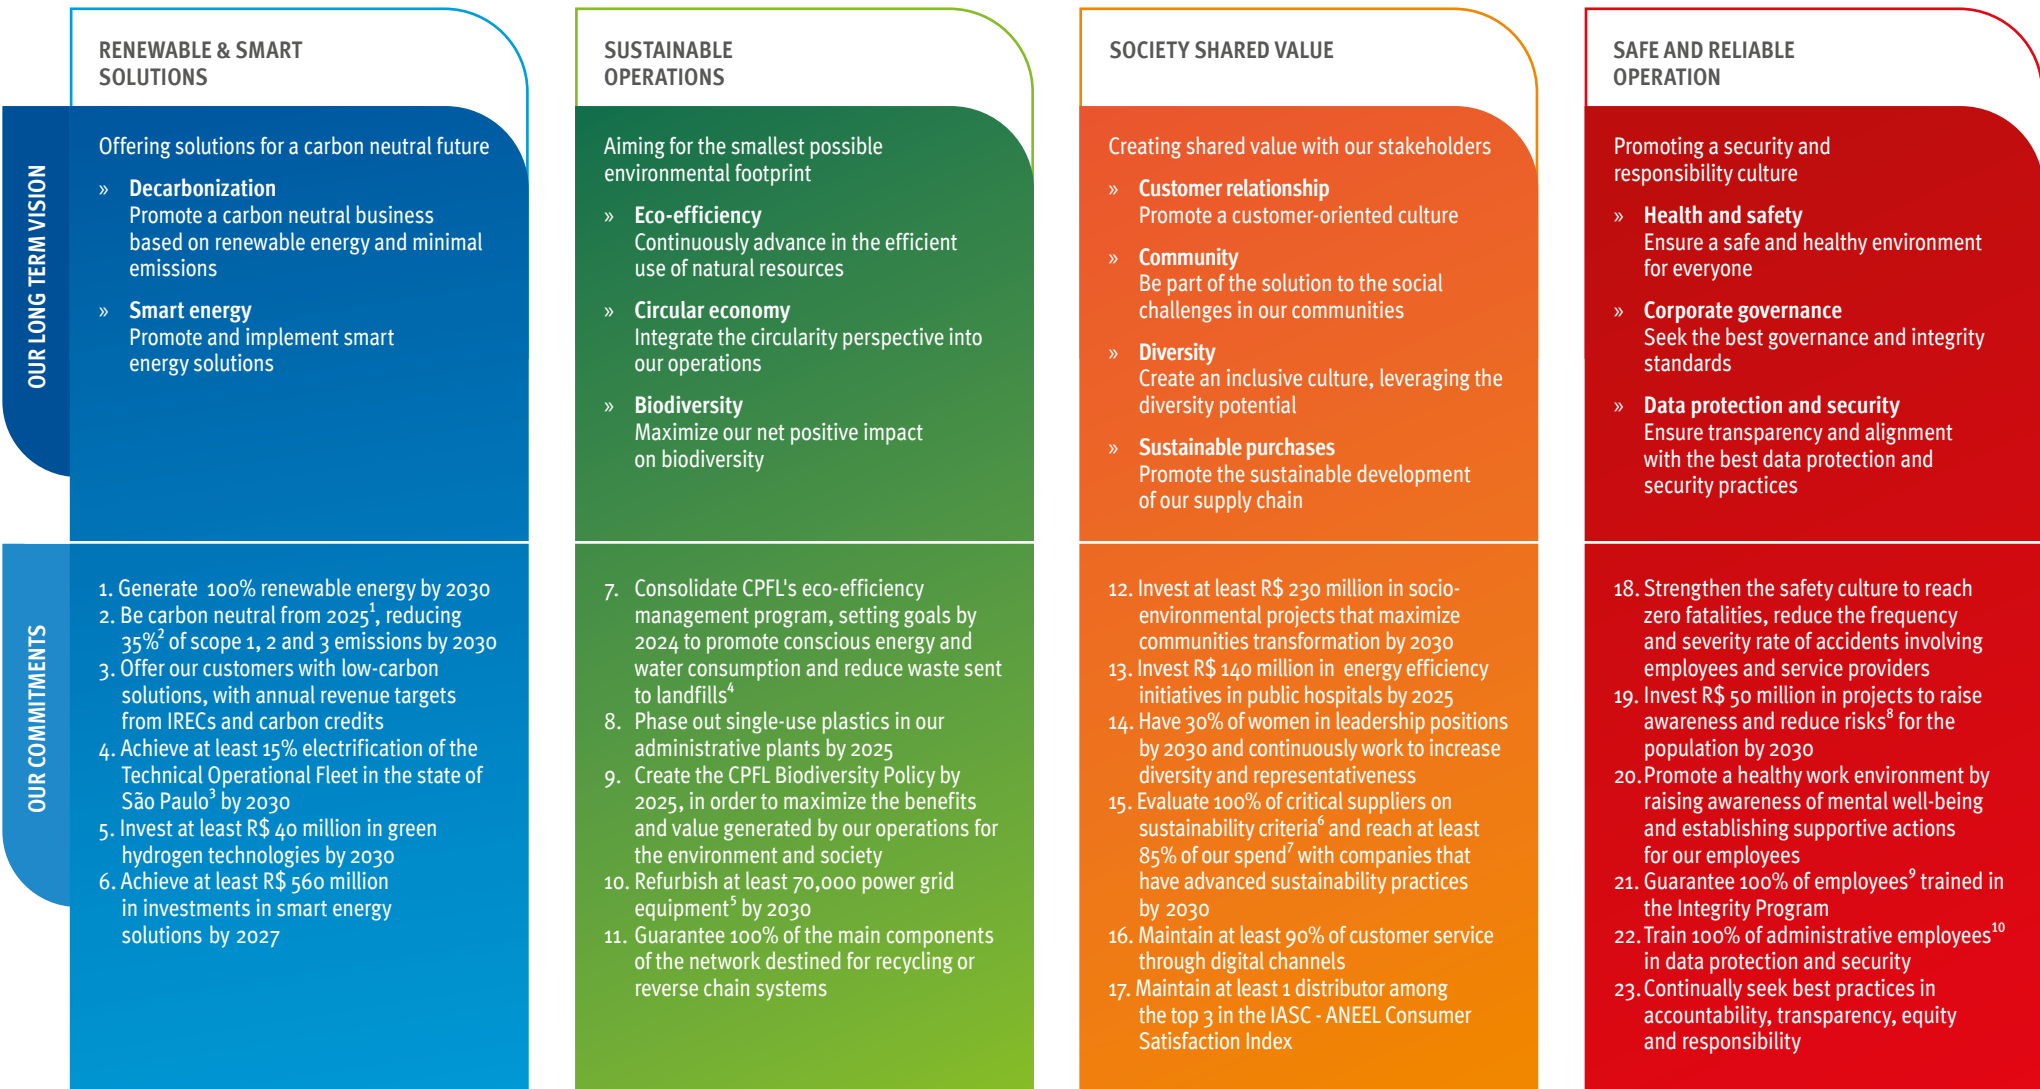 RENEWABLE & SMART
SOLUTIONS
OUR LONG TERM VISION
Offering solutions for a carbon neutral future
» Decarbonization
Promote a carbon neutral business
based on renewable energy and minimal
emissions
» Smart energy
Promote and implement smart
energy solutions
OUR COMMITMENTS
1. Generate 100% renewable energy by 2030
2. Be carbon neutral from 2025¹, reducing
35%² of scope 1, 2 and 3 emissions by 2030
3. Offer our customers with low-carbon
solutions, with annual revenue targets
from IRECs and carbon credits
4. Achieve at least 15% electrification of the
Technical Operational Fleet in the state of
São Paulo³ by 2030
5. Invest at least R$ 40 million in green
hydrogen technologies by 2030
6. Achieve at least R$ 560 million
in investments in smart energy
solutions by 2027
SUSTAINABLE
OPERATIONS
Aiming for the smallest possible
environmental footprint
» Eco-efficiency
Continuously advance in the efficient
use of natural resources
» Circular economy
Integrate the circularity perspective into
our operations
» Biodiversity
Maximize our net positive impact
on biodiversity
7. Consolidate CPFL's eco-efficiency
management program, setting goals by
2024 to promote conscious energy and
water consumption and reduce waste sent
to landfills⁴
8. Phase out single-use plastics in our
administrative plants by 2025
9. Create the CPFL Biodiversity Policy by
2025, in order to maximize the benefits
and value generated by our operations for
the environment and society
10. Refurbish at least 70,000 power grid
equipment⁵ by 2030
11. Guarantee 100% of the main components
of the network destined for recycling or
reverse chain systems
SOCIETY SHARED VALUE
Creating shared value with our stakeholders
» Customer relationship
Promote a customer-oriented culture
» Community
Be part of the solution to the social
challenges in our communities
» Diversity
Create an inclusive culture, leveraging the
diversity potential
» Sustainable purchases
Promote the sustainable development
of our supply chain
12. Invest at least R$ 230 million in socio-
environmental projects that maximize
communities transformation by 2030
13. Invest R$ 140 million in energy efficiency
initiatives in public hospitals by 2025
14. Have 30% of women in leadership positions
by 2030 and continuously work to increase
diversity and representativeness
15. Evaluate 100% of critical suppliers on
sustainability criteria⁶ and reach at least
85% of our spend⁷ with companies that
have advanced sustainability practices
by 2030
16. Maintain at least 90% of customer service
through digital channels
17. Maintain at least 1 distributor among
the top 3 in the IASC - ANEEL Consumer
Satisfaction Index
SAFE AND RELIABLE
OPERATION
Promoting a security and
responsibility culture
» Health and safety
Ensure a safe and healthy environment
for everyone
» Corporate governance
Seek the best governance and integrity
standards
» Data protection and security
Ensure transparency and alignment
with the best data protection and
security practices
18. Strengthen the safety culture to reach
zero fatalities, reduce the frequency
and severity rate of accidents involving
employees and service providers
19. Invest R$ 50 million in projects to raise
awareness and reduce risks⁸ for the
population by 2030
20. Promote a healthy work environment by
raising awareness of mental well-being
and establishing supportive actions
for our employees
21. Guarantee 100% of employees⁹ trained in
the Integrity Program
22. Train 100% of administrative employees¹⁰
in data protection and security
23. Continually seek best practices in
accountability, transparency, equity
and responsibility